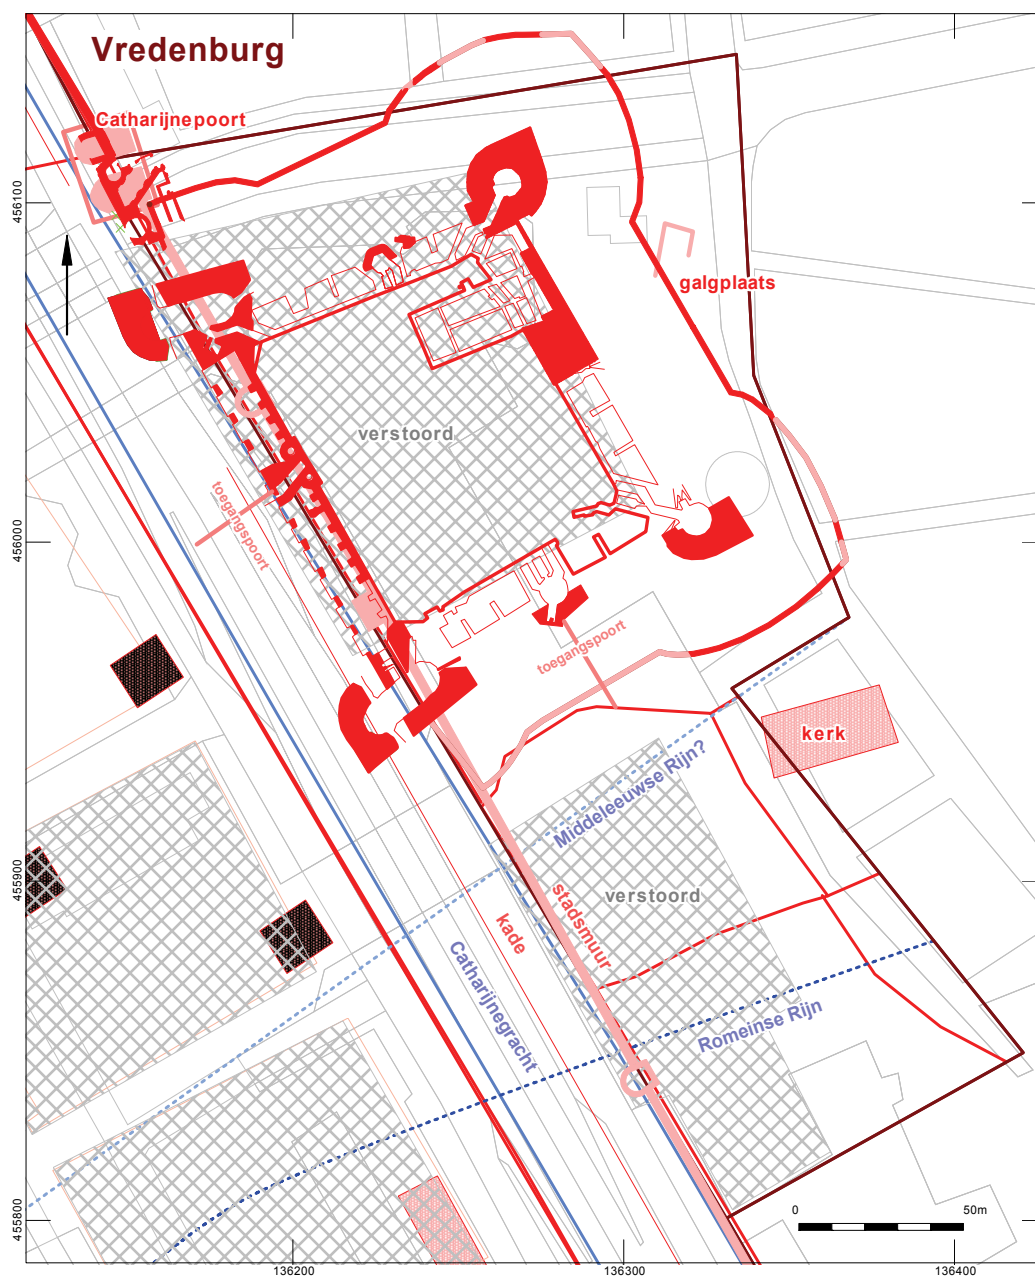 Vredenburg
Catharijnepoort
456100
galgplaats
verstoord
toegangspoort
456000
toegangspoort
kerk
Middeleeuwse Rijn?
455900
verstoord
stadsmuur
kade
Catharijnegracht
Romeinse Rijn
0 50m
455800
136200 136300 136400